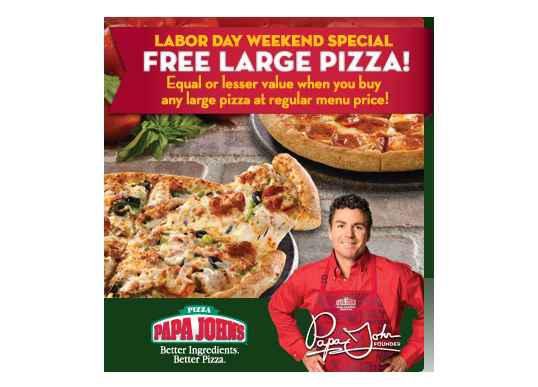 LABOR DAY WEEKEND SPECIAL
FREE LARGE PIZZA!
Equal or lesser value when you buy
any large pizza at regular menu price!
PIZZA
PAPA JOHN'S
Better Ingredients.
Better Pizza.
Papa John
FOUNDER